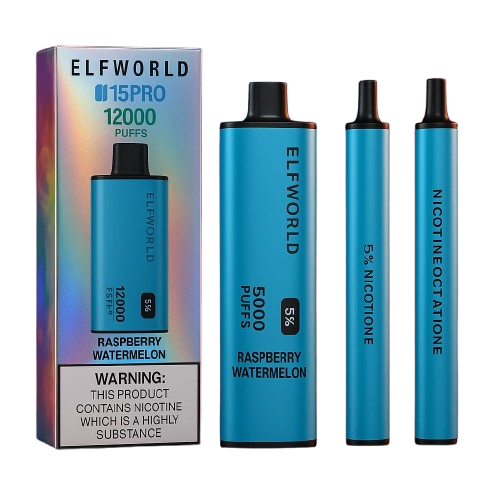 ELFWORLD
15PRO
12000
PUFFS
ELFWORLD
12000
5%
RASPBERRY
WATERMELON
WARNING:
THIS PRODUCT
CONTAINS NICOTINE
WHICH IS A HIGHLY
SUBSTANCE
ELFWORLD
5000
PUFFS
5%
RASPBERRY
WATERMELON
5% NICOTIONE
NICOTINEOCTATIONE